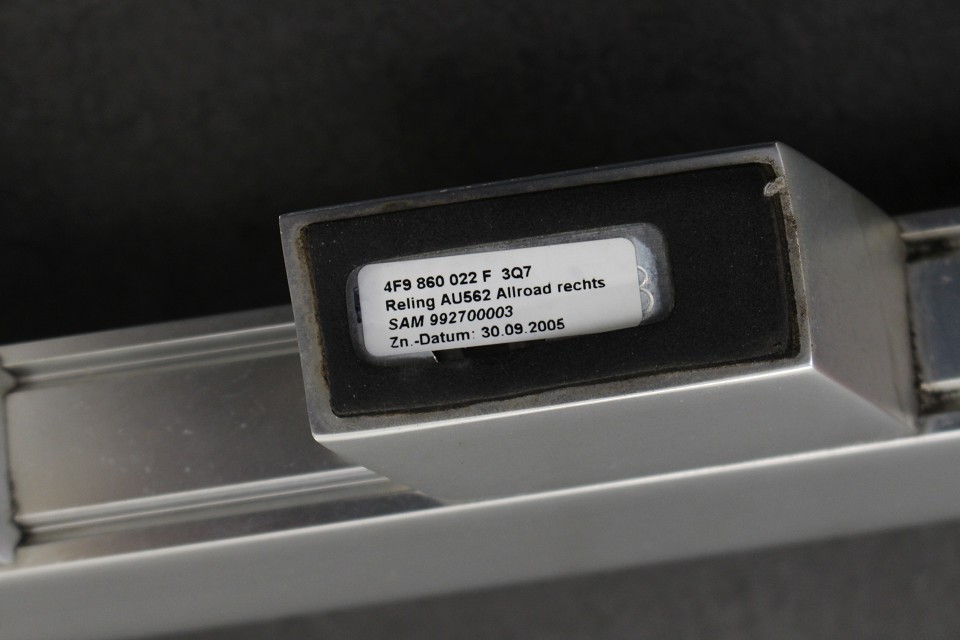 4F9 860 022 F 3Q7
Reling AU562 Allroad rechts
SAM 992700003
Zn.-Datum: 30.09.2005